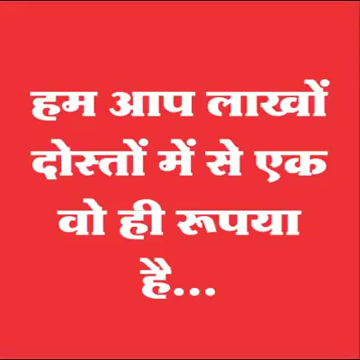 हम आप लाखों
दोस्तों में से एक
वो ही रूपया
है...